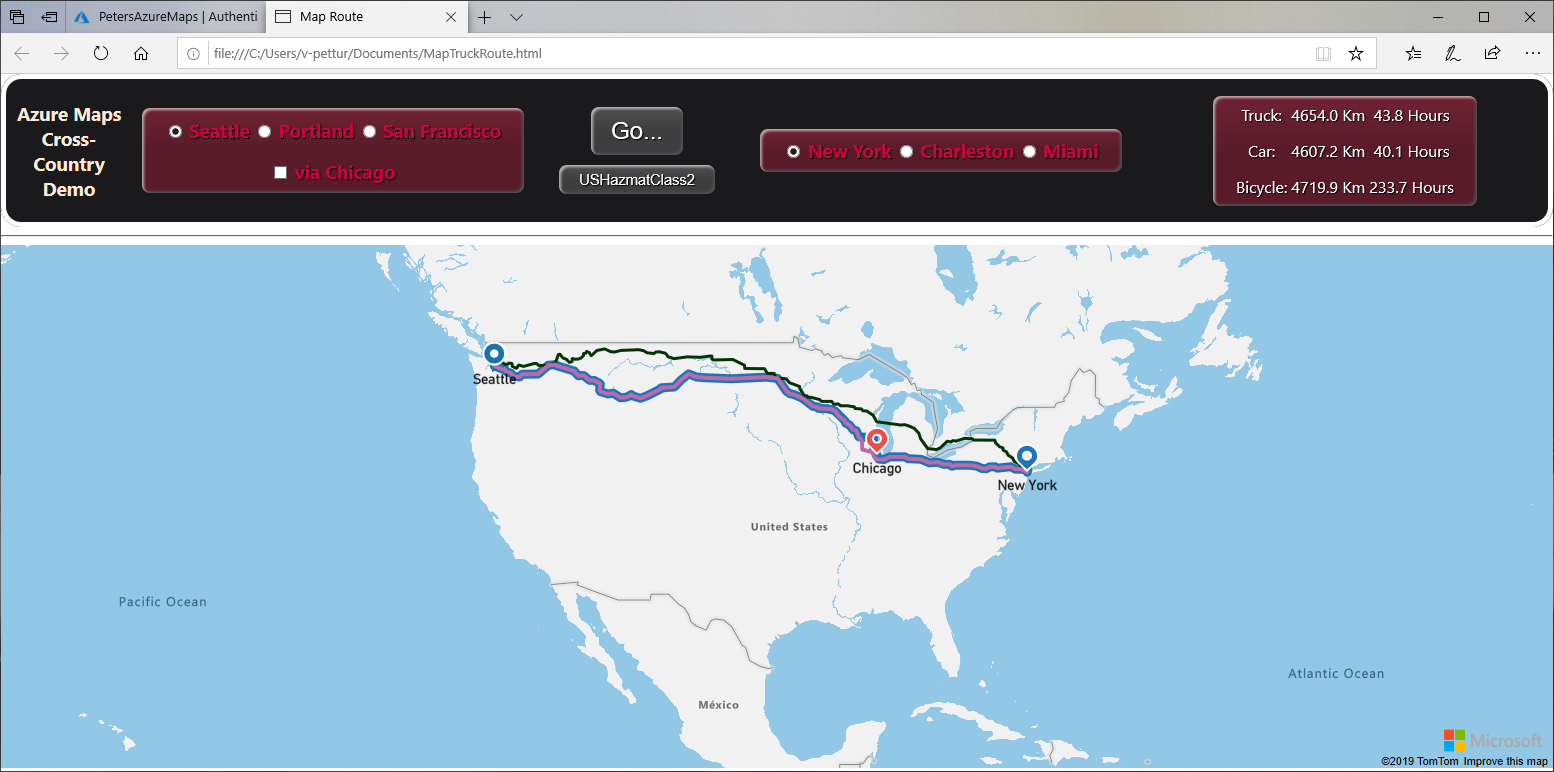 PetersAzureMaps | Authenti
Map Route
file:///C:/Users/v-pettur/Documents/MapTruckRoute.html
Azure Maps
Cross-
Country
Demo
Seattle Portland San Francisco
via Chicago
Go...
USHazmatClass2
New York Charleston Miami
Truck: 4654.0 Km 43.8 Hours
Car: 4607.2 Km 40.1 Hours
Bicycle: 4719.9 Km 233.7 Hours
Seattle
Chicago
New York
United States
Pacific Ocean
Atlantic Ocean
México
Microsoft
©2019 TomTom Improve this map